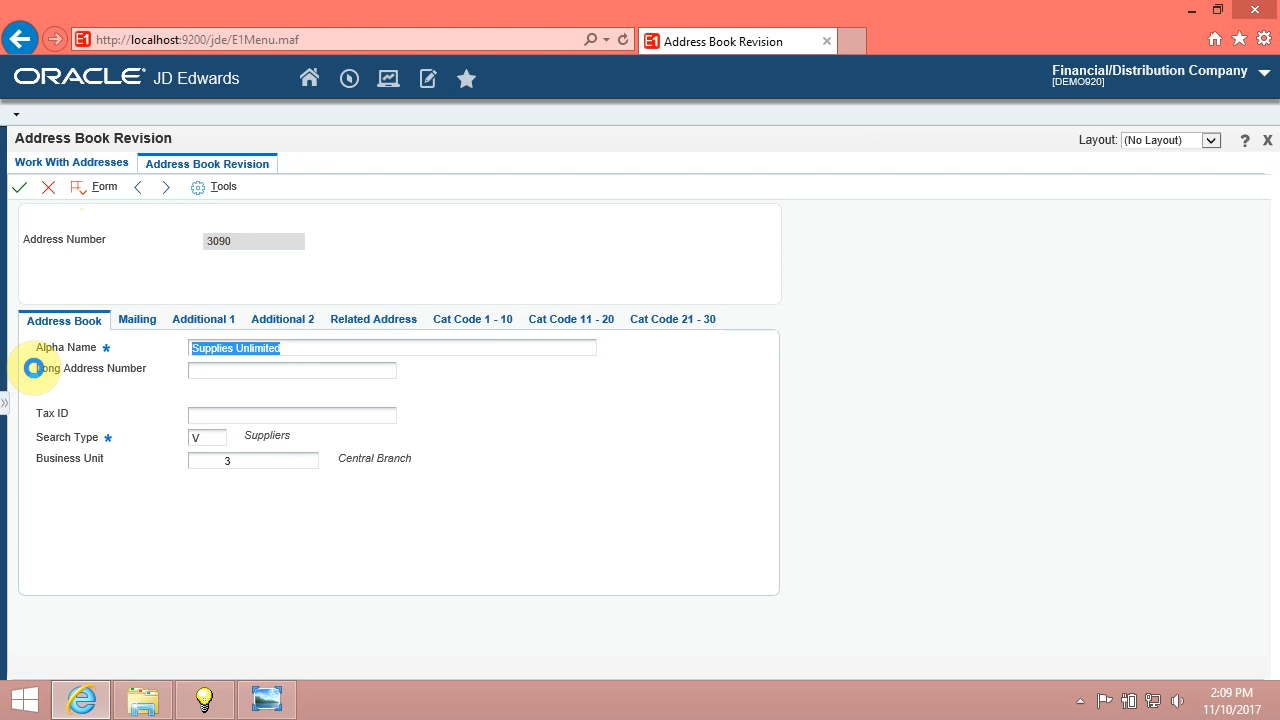 http://localhost:9200/jde/E1Menu.maf
E1 Address Book Revision
ORACLE JD Edwards
Financial/Distribution Company
[DEMO920]
Address Book Revision
Layout: (No Layout)
Work With Addresses Address Book Revision
Form Tools
Address Number 3090
Address Book Mailing Additional 1 Additional 2 Related Address Cat Code 1 - 10 Cat Code 11 - 20 Cat Code 21 - 30
Alpha Name * Supplies Unlimited
Long Address Number
Tax ID
Search Type * V Suppliers
Business Unit 3 Central Branch
2:09 PM
11/10/2017